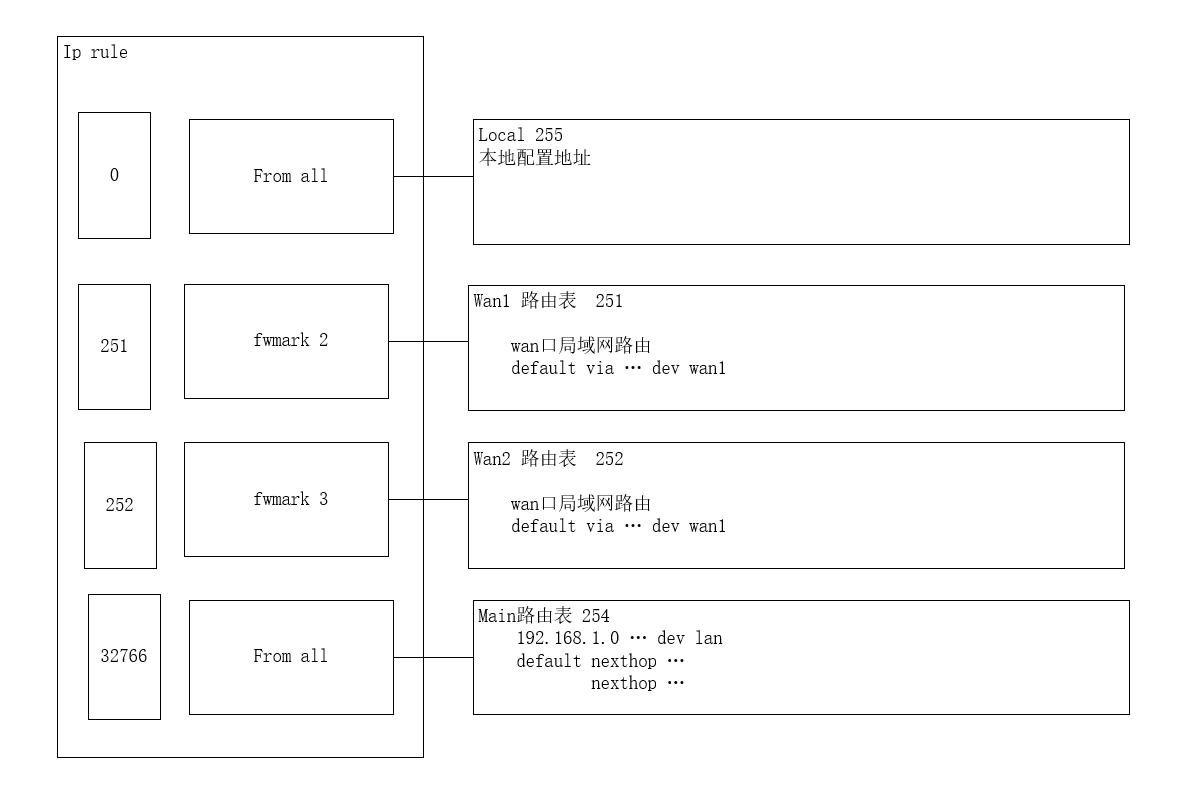 Ip rule
0
From all
Local 255
本地配置地址
251
fwmark 2
Wan1 路由表 251
wan口局域网路由
default via … dev wan1
252
fwmark 3
Wan2 路由表 252
wan口局域网路由
default via … dev wan1
32766
From all
Main路由表 254
192.168.1.0 … dev lan
default nexthop …
nexthop …